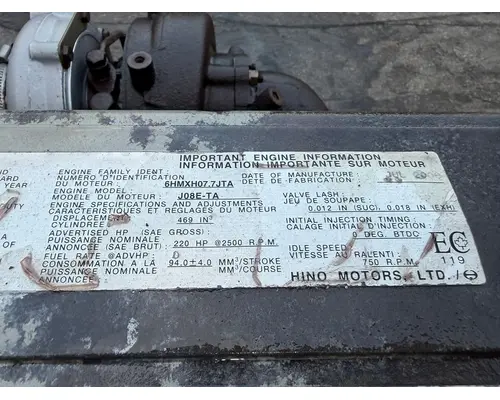 IMPORTANT ENGINE INFORMATION
INFORMATION IMPORTANTE SUR MOTEUR
ENGINE FAMILY IDENT.
NUMERO D'IDENTIFICATION
DU MOTEUR: 6HMXH07.7JTA
ENGINE MODEL:
MODELE DE MOTEUR: J08E-TA
ENGINE SPECIFICATIONS AND ADJUSTMENTS
CARACTERISTIQUES ET REGLAGES DU MOTEUR
DISPLACEMENT:
CYLINDREE: 469 IN³
ADVERTISED HP (SAE GROSS)
PUISSANCE NOMINALE
ANNONCEE (SAE BRUT): 220 HP @2500 R.P.M.
FUEL RATE @ADVHP:
CONSOMMATION A LA
PUISSANCE NOMINALE
ANNONCEE 94.0±4.0 MM³/STROKE
MM³/COURSE
DATE OF MANUFACTURE
DETE DE FABRICATION
VALVE LASH:
JEU DE SOUPAPE
0.012 IN (SUC), 0.018 IN (EXH)
INITIAL INJECTION TIMING:
CALAGE INITIAL D'INJECTION:
DEG. BTDC
IDLE SPEED:
VITESSE AU RALENTI:
750 R.P.M.
EC
119
HINO MOTORS, LTD.
ARD
YEAR